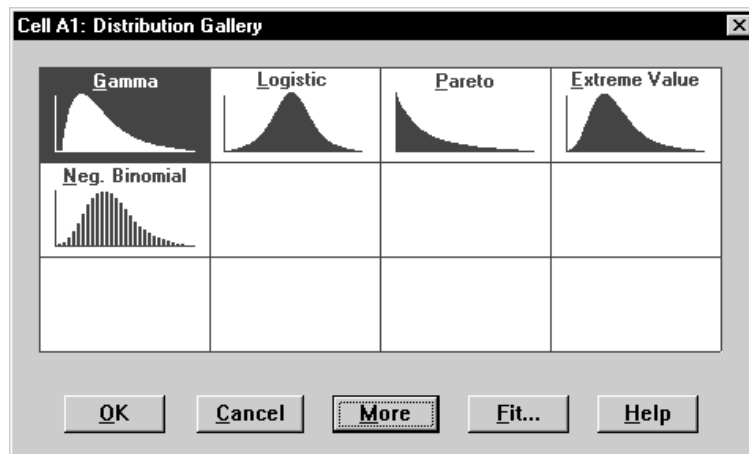 Cell A1: Distribution Gallery
Gamma
Logistic
Pareto
Extreme Value
Neg. Binomial
OK
Cancel
More
Fit...
Help